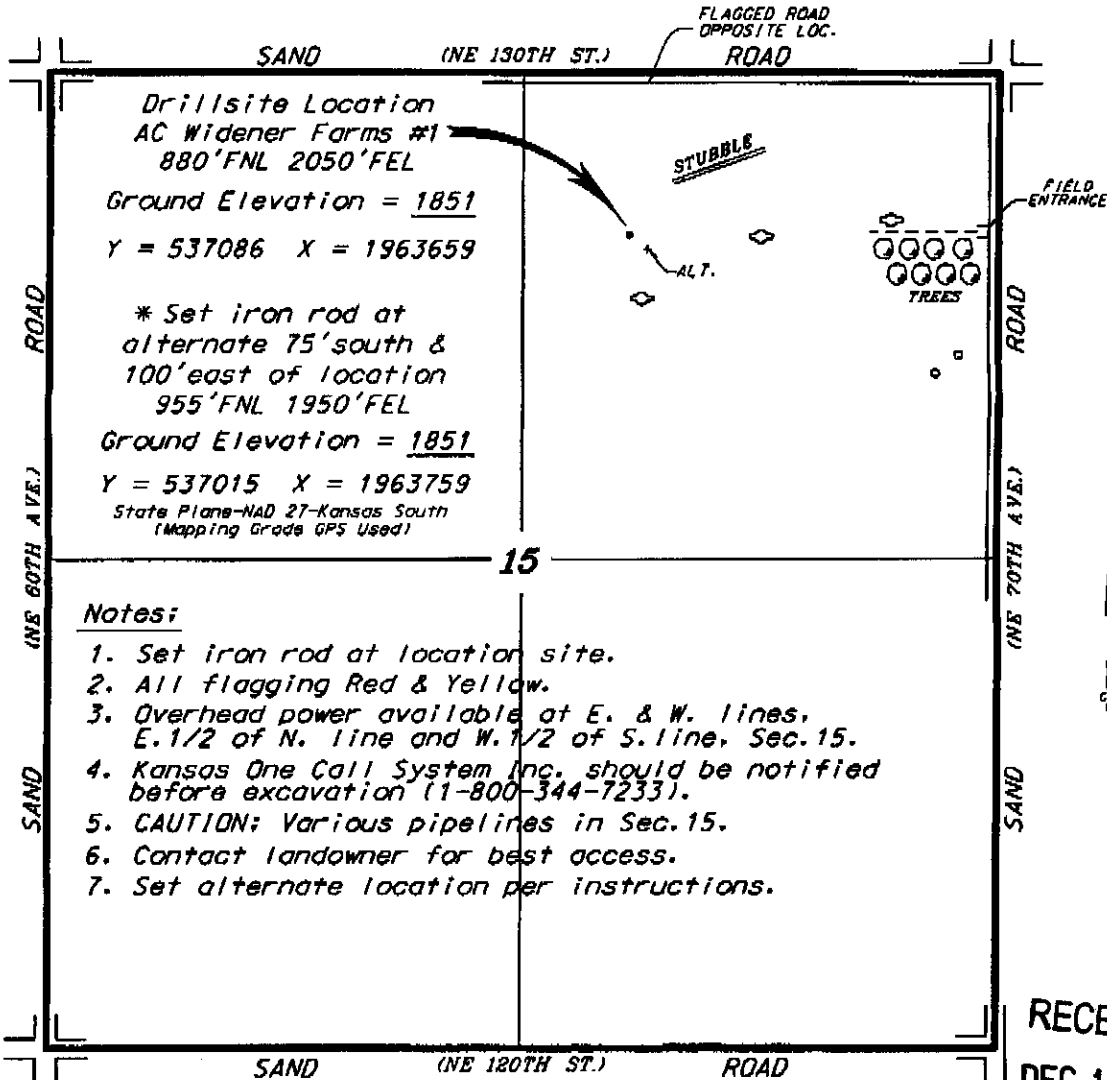 FLAGGED ROAD
OPPOSITE LOC.
SAND (NE 130TH ST.) ROAD
Drillsite Location
AC Widener Farms #1
880'FNL 2050'FEL
Ground Elevation = 1851
Y = 537086 X = 1963659
* Set iron rod at
alternate 75'south &
100'east of location
955'FNL 1950'FEL
Ground Elevation = 1851
Y = 537015 X = 1963759
State Plane-NAD 27-Kansas South
(Mapping Grade GPS Used)
STUBBLE
FIELD
ENTRANCE
ALT.
TREES
ROAD
(NE 60TH AVE.)
SAND
ROAD
(NE 70TH AVE.)
SAND
15
Notes:
1. Set iron rod at location site.
2. All flagging Red & Yellow.
3. Overhead power available at E. & W. lines,
E.1/2 of N. line and W.1/2 of S.line, Sec.15.
4. Kansas One Call System Inc. should be notified
before excavation (1-800-344-7233).
5. CAUTION: Various pipelines in Sec.15.
6. Contact landowner for best access.
7. Set alternate location per instructions.
RECE
SAND (NE 120TH ST.) ROAD
DEC 1